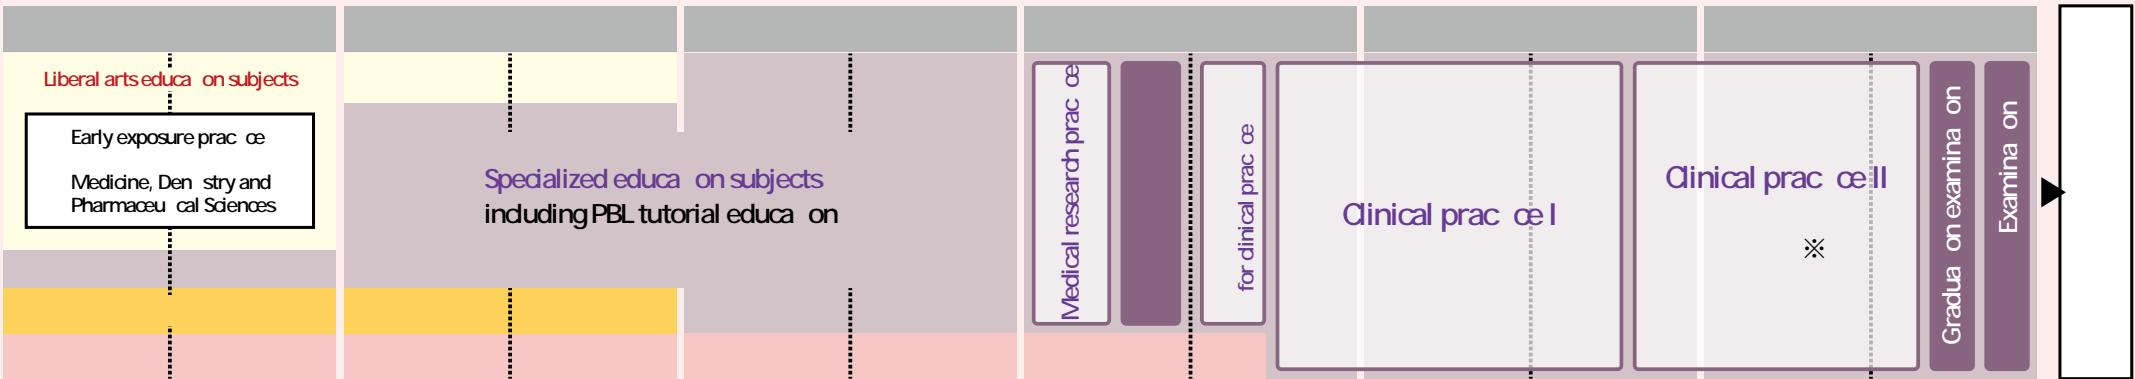 Liberal arts educa on subjects
Early exposure prac ce
Medicine, Den stry and
Pharmaceu cal Sciences
Specialized educa on subjects
including PBL tutorial educa on
Medical research prac ce
for clinical prac ce
Clinical prac ce I
Clinical prac ce II
※
Gradua on examina on
Examina on